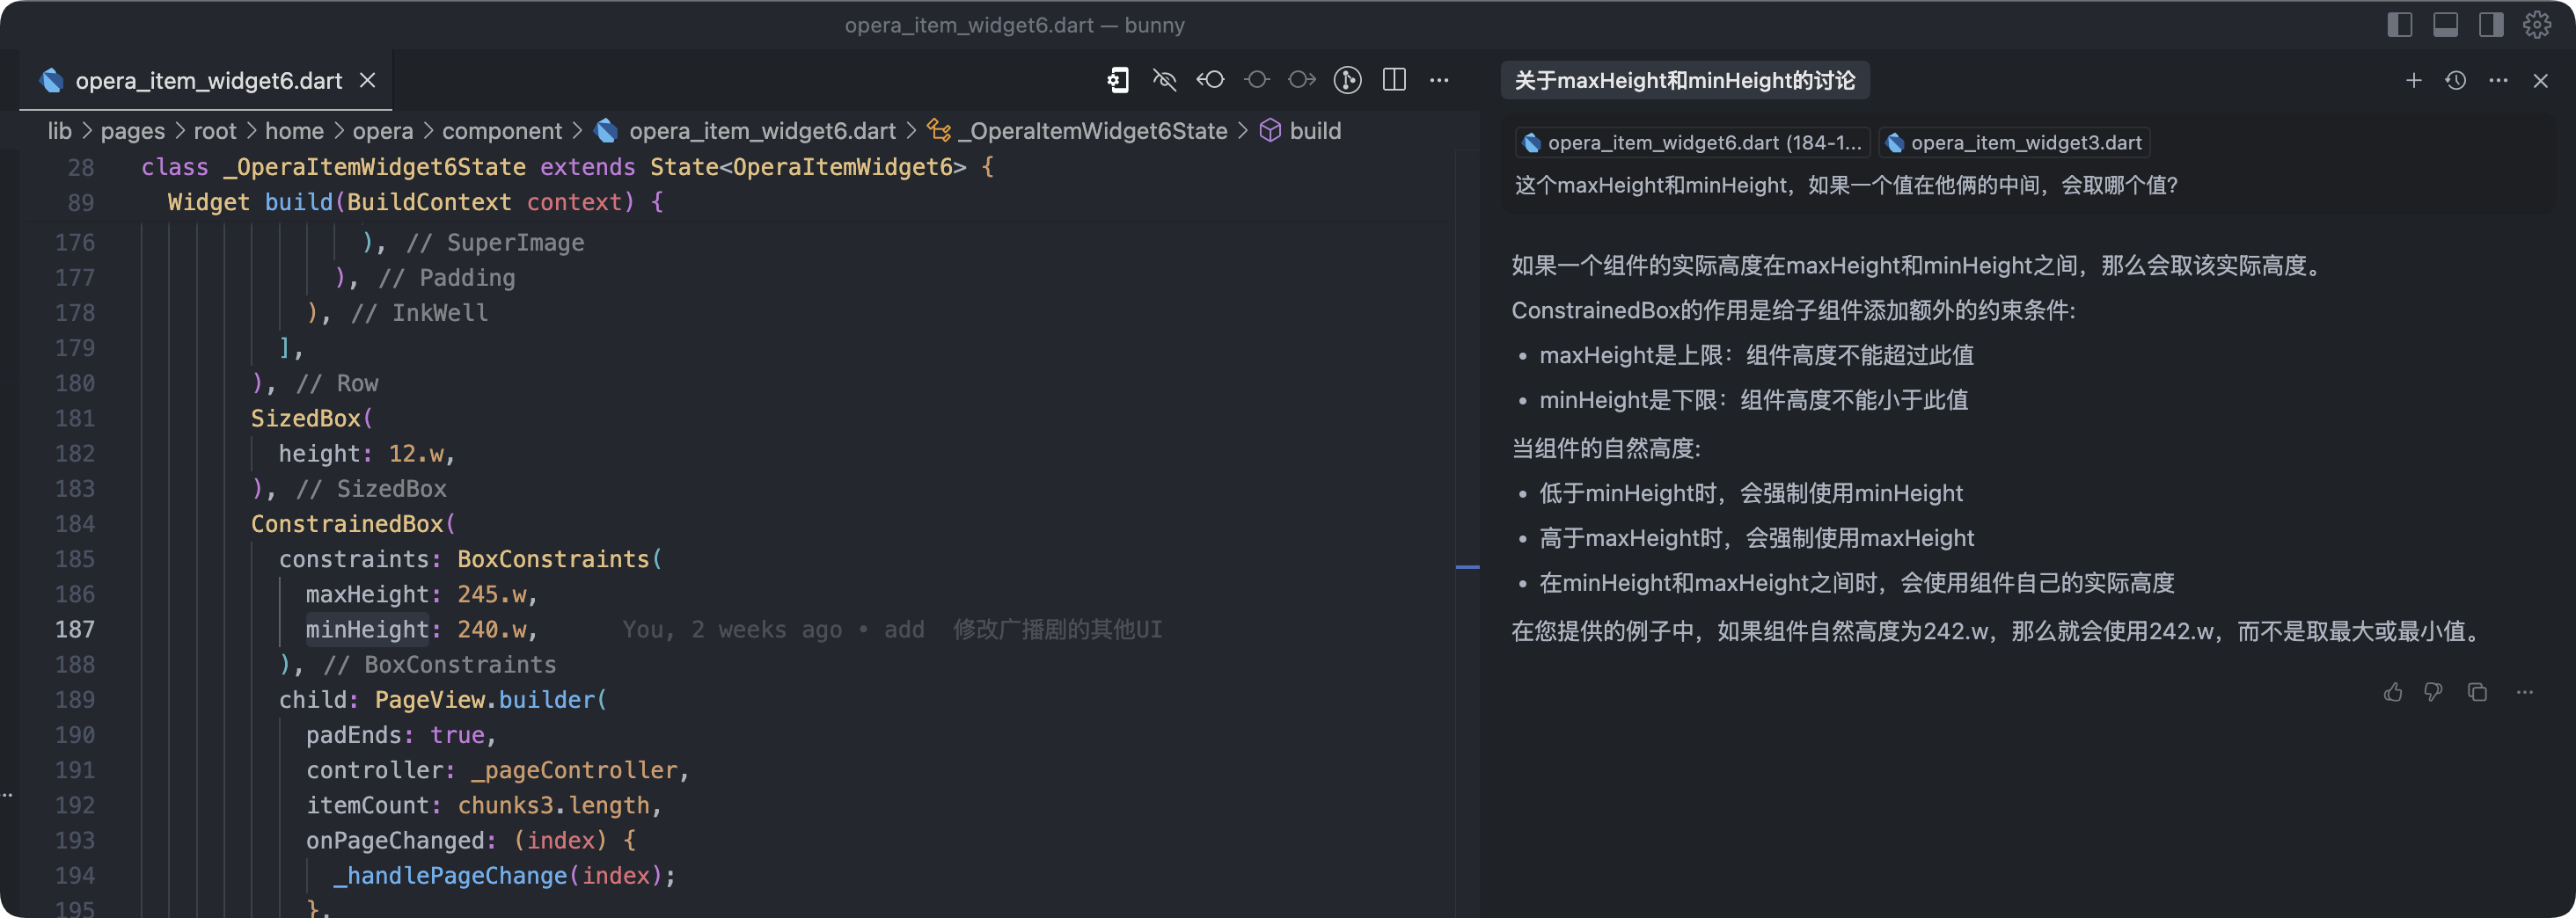 opera_item_widget6.dart — bunny
opera_item_widget6.dart
lib > pages > root > home > opera > component > opera_item_widget6.dart > _OperaItemWidget6State > build
28 class _OperaItemWidget6State extends State<OperaItemWidget6> {
89 Widget build(BuildContext context) {
176 ), // SuperImage
177 ), // Padding
178 ), // InkWell
179 ],
180 ), // Row
181 SizedBox(
182 height: 12.w,
183 ), // SizedBox
184 ConstrainedBox(
185 constraints: BoxConstraints(
186 maxHeight: 245.w,
187 minHeight: 240.w, You, 2 weeks ago • add 修改广播剧的其他UI
188 ), // BoxConstraints
189 child: PageView.builder(
190 padEnds: true,
191 controller: _pageController,
192 itemCount: chunks3.length,
193 onPageChanged: (index) {
194 _handlePageChange(index);
195 },
关于maxHeight和minHeight的讨论
opera_item_widget6.dart (184-1... opera_item_widget3.dart
这个maxHeight和minHeight，如果一个值在他俩的中间，会取哪个值？
如果一个组件的实际高度在maxHeight和minHeight之间，那么会取该实际高度。
ConstrainedBox的作用是给子组件添加额外的约束条件:
• maxHeight是上限：组件高度不能超过此值
• minHeight是下限：组件高度不能小于此值
当组件的自然高度:
• 低于minHeight时，会强制使用minHeight
• 高于maxHeight时，会强制使用maxHeight
• 在minHeight和maxHeight之间时，会使用组件自己的实际高度
在您提供的例子中，如果组件自然高度为242.w，那么就会使用242.w，而不是取最大或最小值。